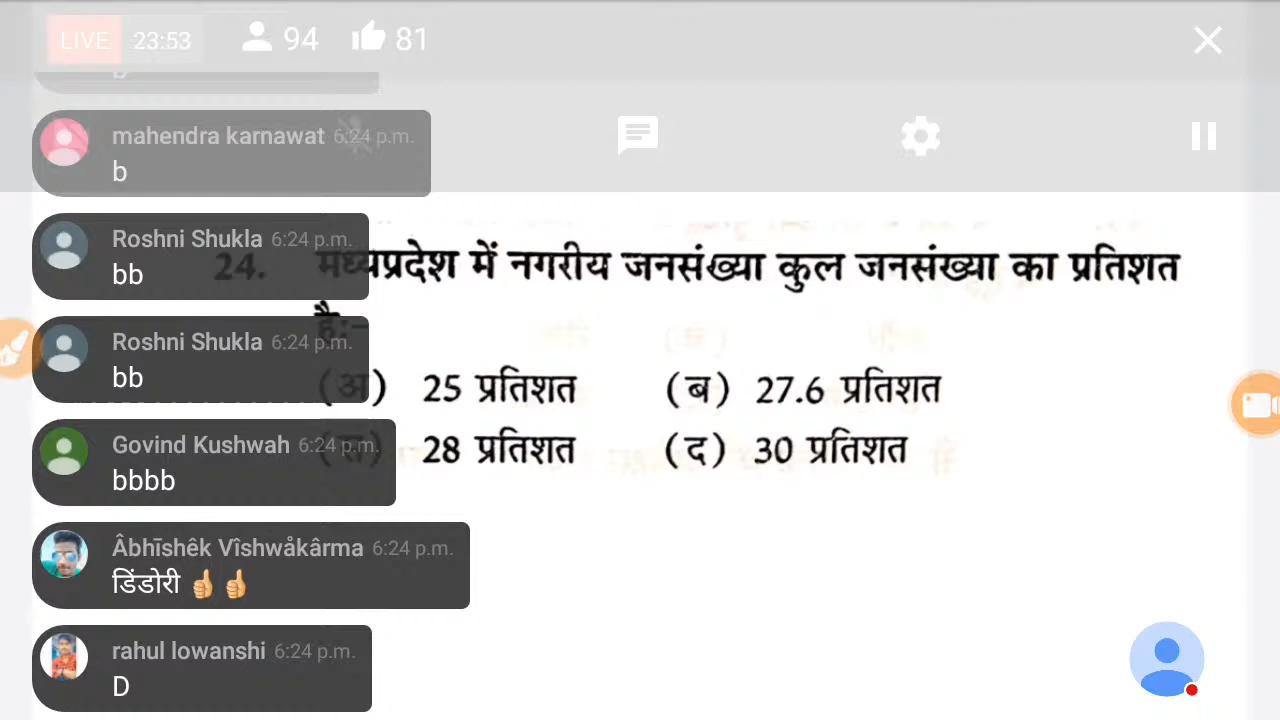 LIVE 23:53 94 81
mahendra karnawat 6:24 p.m.
b
Roshni Shukla 6:24 p.m.
bb
24. मध्यप्रदेश में नगरीय जनसंख्या कुल जनसंख्या का प्रतिशत
है:-
Roshni Shukla 6:24 p.m.
bb
(अ) 25 प्रतिशत (ब) 27.6 प्रतिशत
Govind Kushwah 6:24 p.m.
(स) 28 प्रतिशत (द) 30 प्रतिशत
bbbb
Âbhīshêk Vîshwåkârma 6:24 p.m.
डिंडोरी 👍👍
rahul lowanshi 6:24 p.m.
D